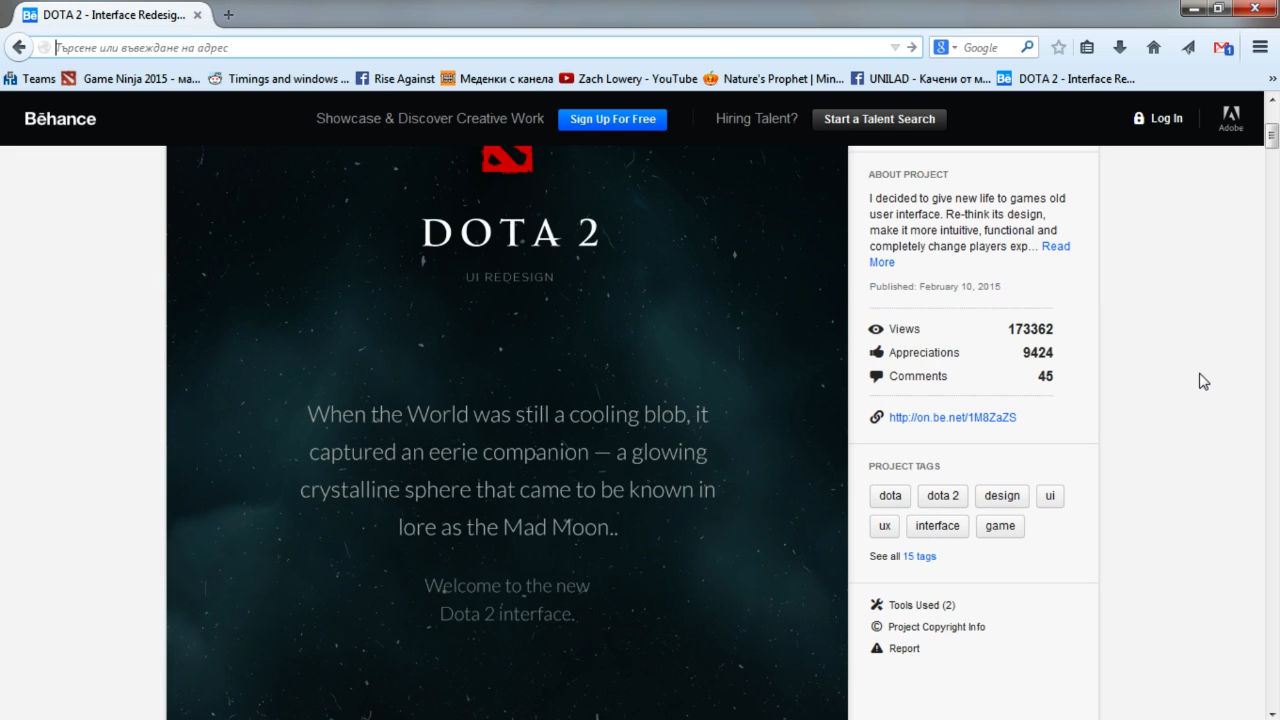 DOTA 2 - Interface Redesig...
Търсене или въвеждане на адрес
Google
1
Teams
Game Ninja 2015 - ма...
Timings and windows ...
Rise Against
Меденки с канела
Zach Lowery - YouTube
Nature's Prophet | Min...
UNILAD - Качени от м...
DOTA 2 - Interface Re...
Bēhance
Showcase & Discover Creative Work
Sign Up For Free
Hiring Talent?
Start a Talent Search
Log In
Adobe
DOTA 2
UI REDESIGN
When the World was still a cooling blob, it
captured an eerie companion — a glowing
crystalline sphere that came to be known in
lore as the Mad Moon..
Welcome to the new
Dota 2 interface.
ABOUT PROJECT
I decided to give new life to games old
user interface. Re-think its design,
make it more intuitive, functional and
completely change players exp... Read
More
Published: February 10, 2015
Views 173362
Appreciations 9424
Comments 45
http://on.be.net/1M8ZaZS
PROJECT TAGS
dota dota 2 design ui
ux interface game
See all 15 tags
Tools Used (2)
Project Copyright Info
Report